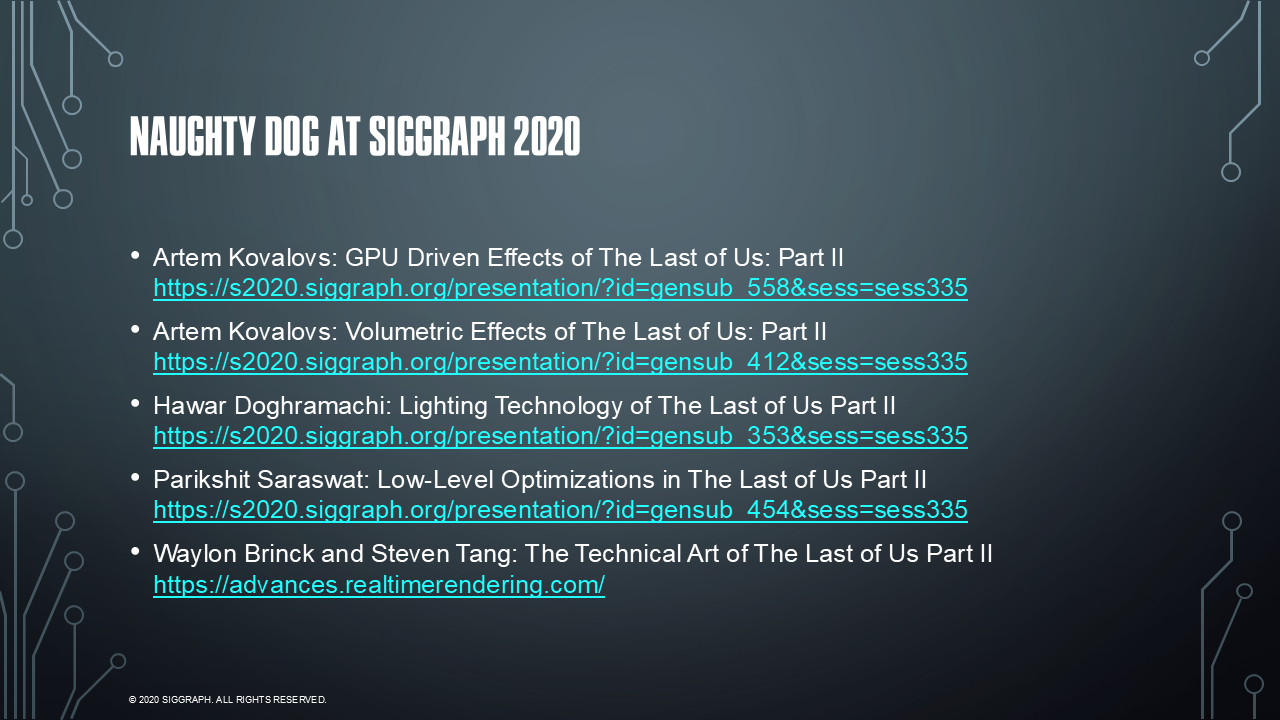 NAUGHTY DOG AT SIGGRAPH 2020
• Artem Kovalovs: GPU Driven Effects of The Last of Us: Part II
https://s2020.siggraph.org/presentation/?id=gensub_558&sess=sess335
• Artem Kovalovs: Volumetric Effects of The Last of Us: Part II
https://s2020.siggraph.org/presentation/?id=gensub_412&sess=sess335
• Hawar Doghramachi: Lighting Technology of The Last of Us Part II
https://s2020.siggraph.org/presentation/?id=gensub_353&sess=sess335
• Parikshit Saraswat: Low-Level Optimizations in The Last of Us Part II
https://s2020.siggraph.org/presentation/?id=gensub_454&sess=sess335
• Waylon Brinck and Steven Tang: The Technical Art of The Last of Us Part II
https://advances.realtimerendering.com/
© 2020 SIGGRAPH. ALL RIGHTS RESERVED.